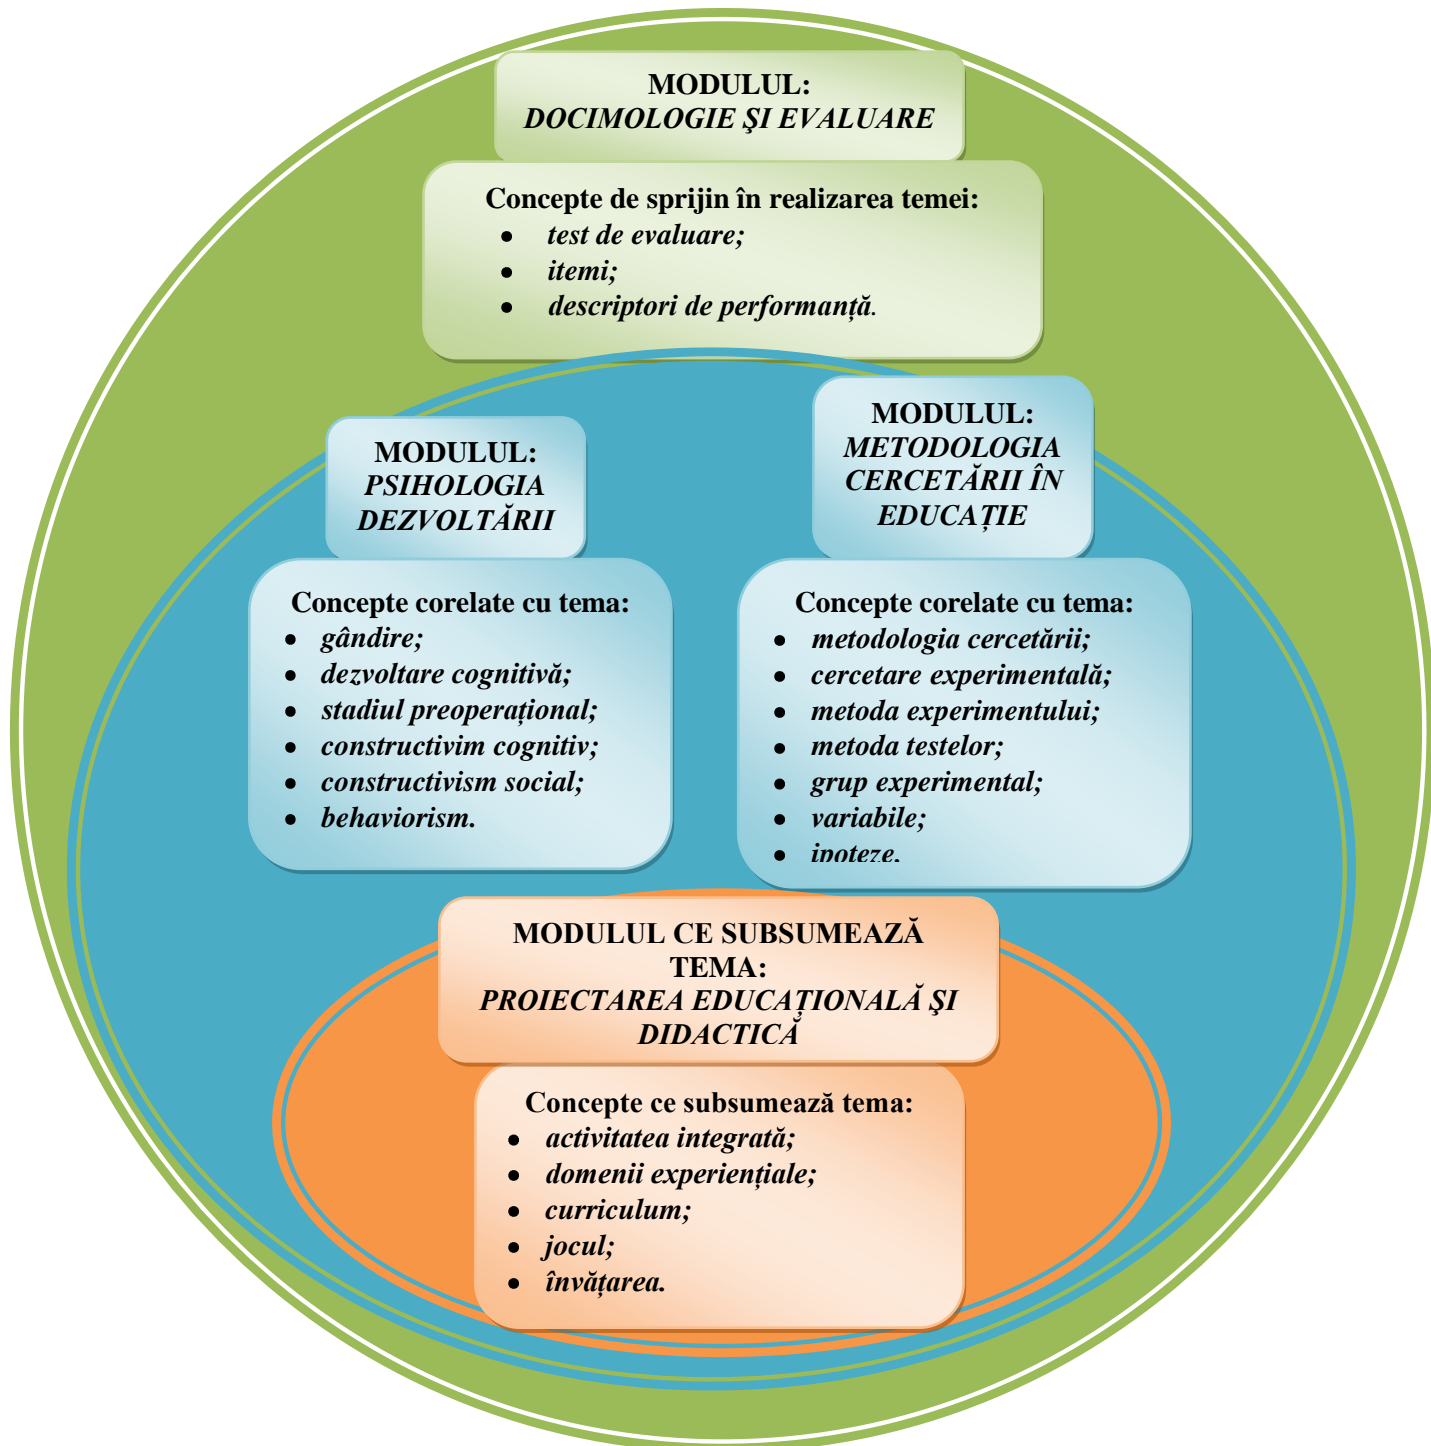 MODULUL:
DOCIMOLOGIE ŞI EVALUARE
Concepte de sprijin în realizarea temei:
• test de evaluare;
• itemi;
• descriptori de performanță.
MODULUL:
PSIHOLOGIA
DEZVOLTĂRII
Concepte corelate cu tema:
• gândire;
• dezvoltare cognitivă;
• stadiul preoperațional;
• constructivim cognitiv;
• constructivism social;
• behaviorism.
MODULUL:
METODOLOGIA
CERCETĂRII ÎN
EDUCAȚIE
Concepte corelate cu tema:
• metodologia cercetării;
• cercetare experimentală;
• metoda experimentului;
• metoda testelor;
• grup experimental;
• variabile;
• ipoteze.
MODULUL CE SUBSUMEAZĂ
TEMA:
PROIECTAREA EDUCAȚIONALĂ ŞI
DIDACTICĂ
Concepte ce subsumează tema:
• activitatea integrată;
• domenii experiențiale;
• curriculum;
• jocul;
• învățarea.